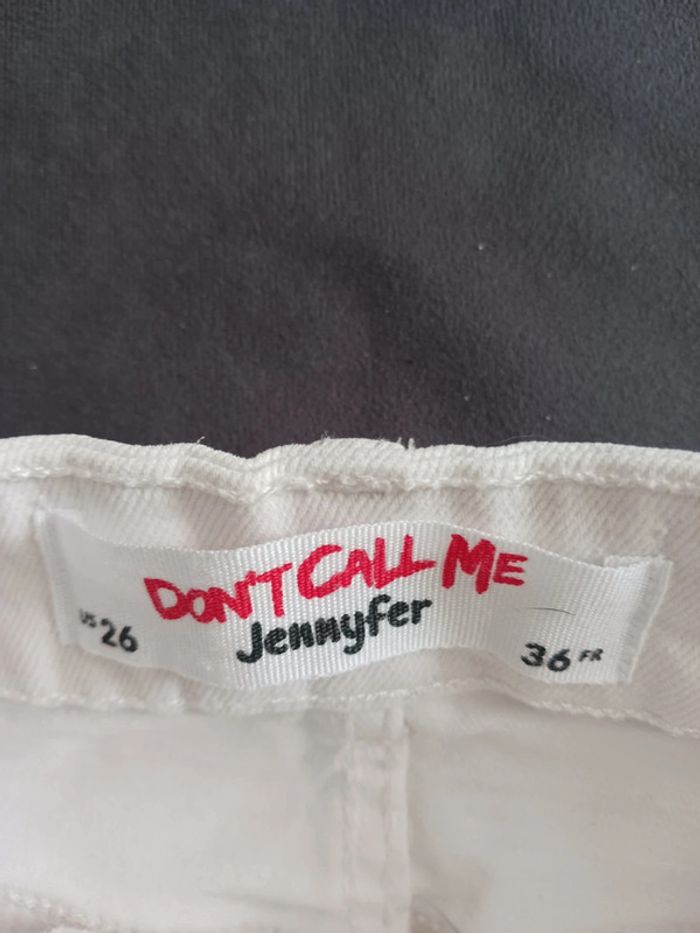 DON'T CALL ME
Jennyfer
US 26
36 FR